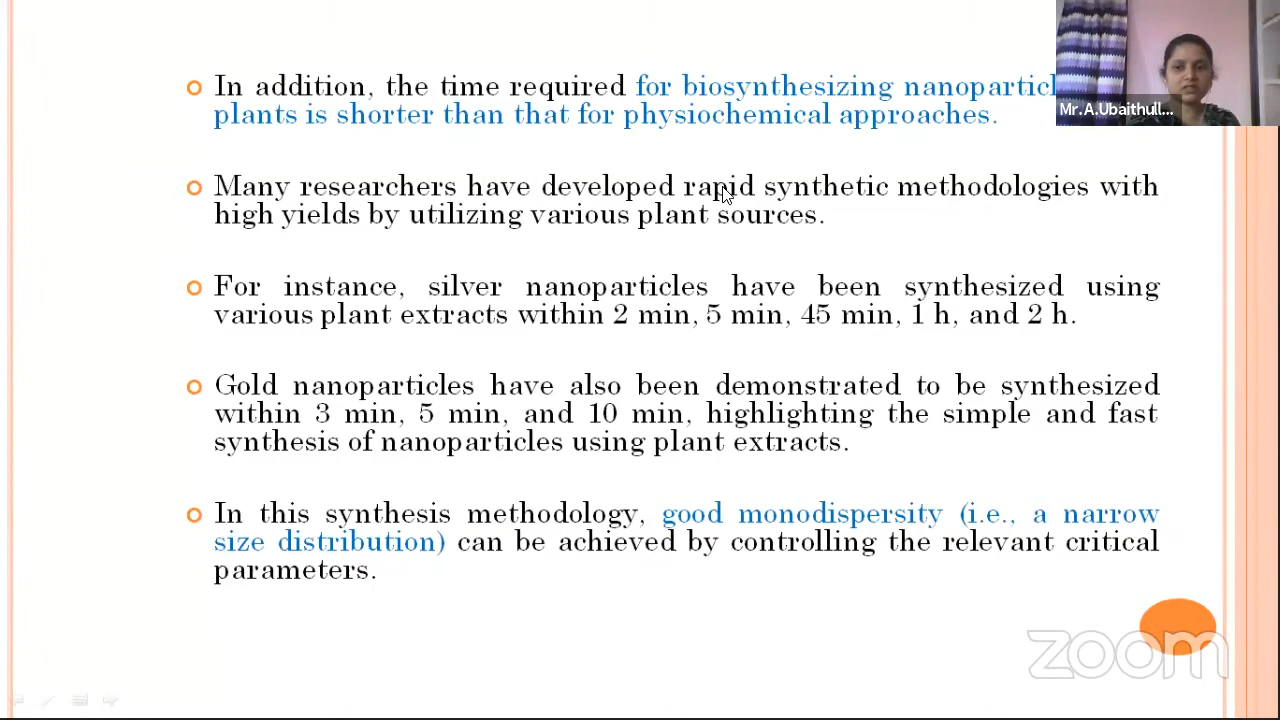 In addition, the time required for biosynthesizing
plants is shorter than that for physiochemical approaches.
Mr.A.Ubaithull...
Many researchers have developed rapid synthetic methodologies with
high yields by utilizing various plant sources.
For instance, silver nanoparticles have been synthesized using
various plant extracts within 2 min, 5 min, 45 min, 1 h, and 2 h.
Gold nanoparticles have also been demonstrated to be synthesized
within 3 min, 5 min, and 10 min, highlighting the simple and fast
synthesis of nanoparticles using plant extracts.
In this synthesis methodology, good monodispersity (i.e., a narrow
size distribution) can be achieved by controlling the relevant critical
parameters.
zoom